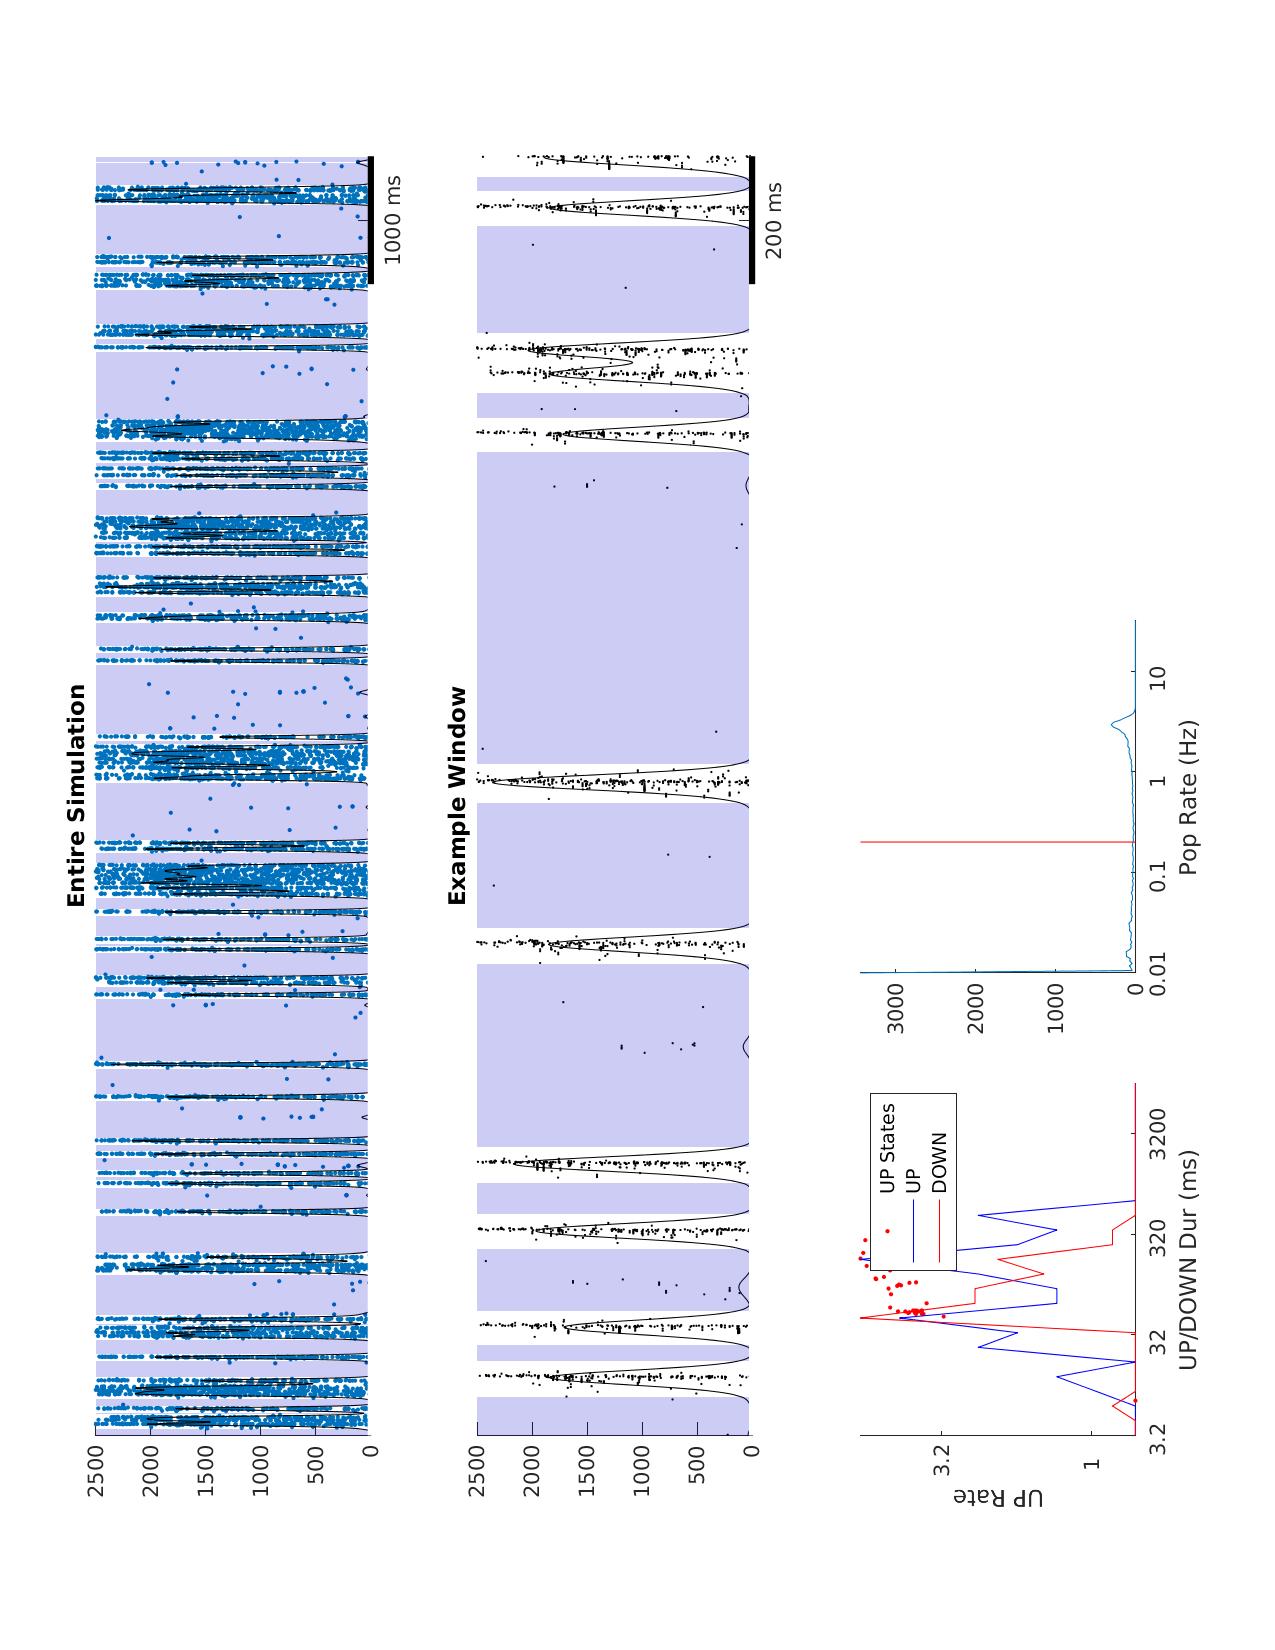 Entire Simulation
2500
2000
1500
1000
500
0
1000 ms
Example Window
2500
2000
1500
1000
500
0
200 ms
UP Rate
3.2
1
UP States
UP
DOWN
3.2 32 320 3200
UP/DOWN Dur (ms)
3000
2000
1000
0
0.01 0.1 1 10
Pop Rate (Hz)